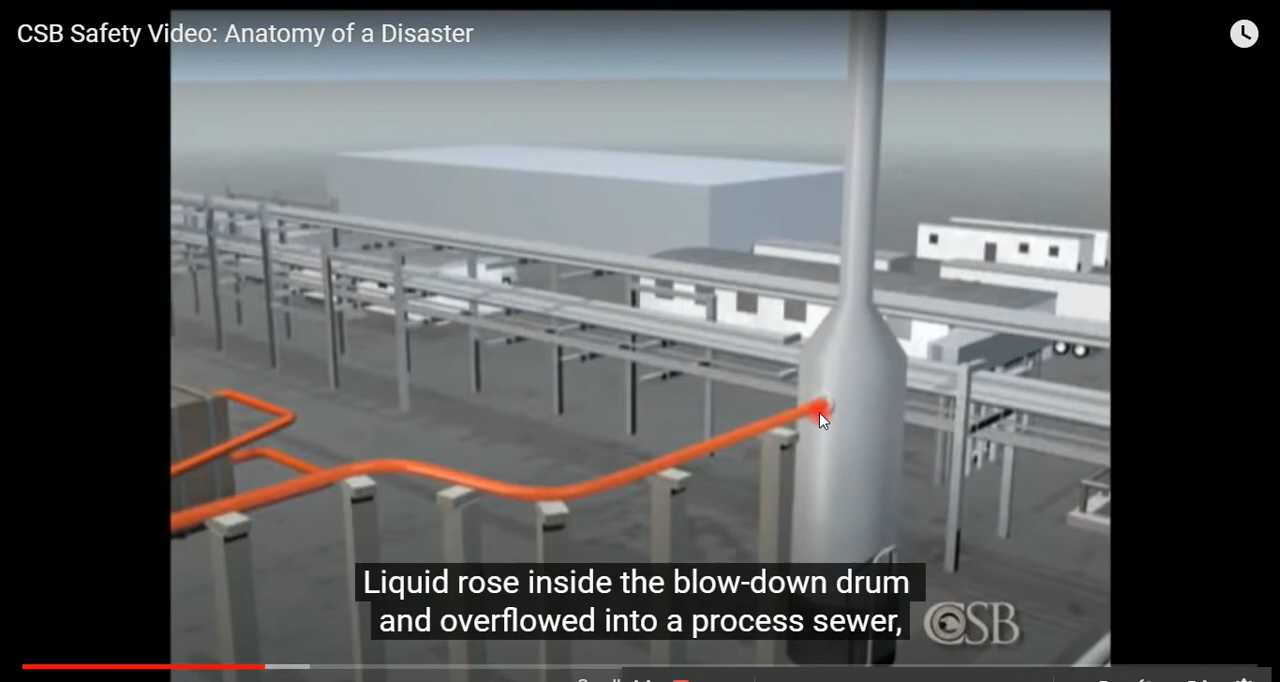 CSB Safety Video: Anatomy of a Disaster
Liquid rose inside the blow-down drum
and overflowed into a process sewer,
CSB